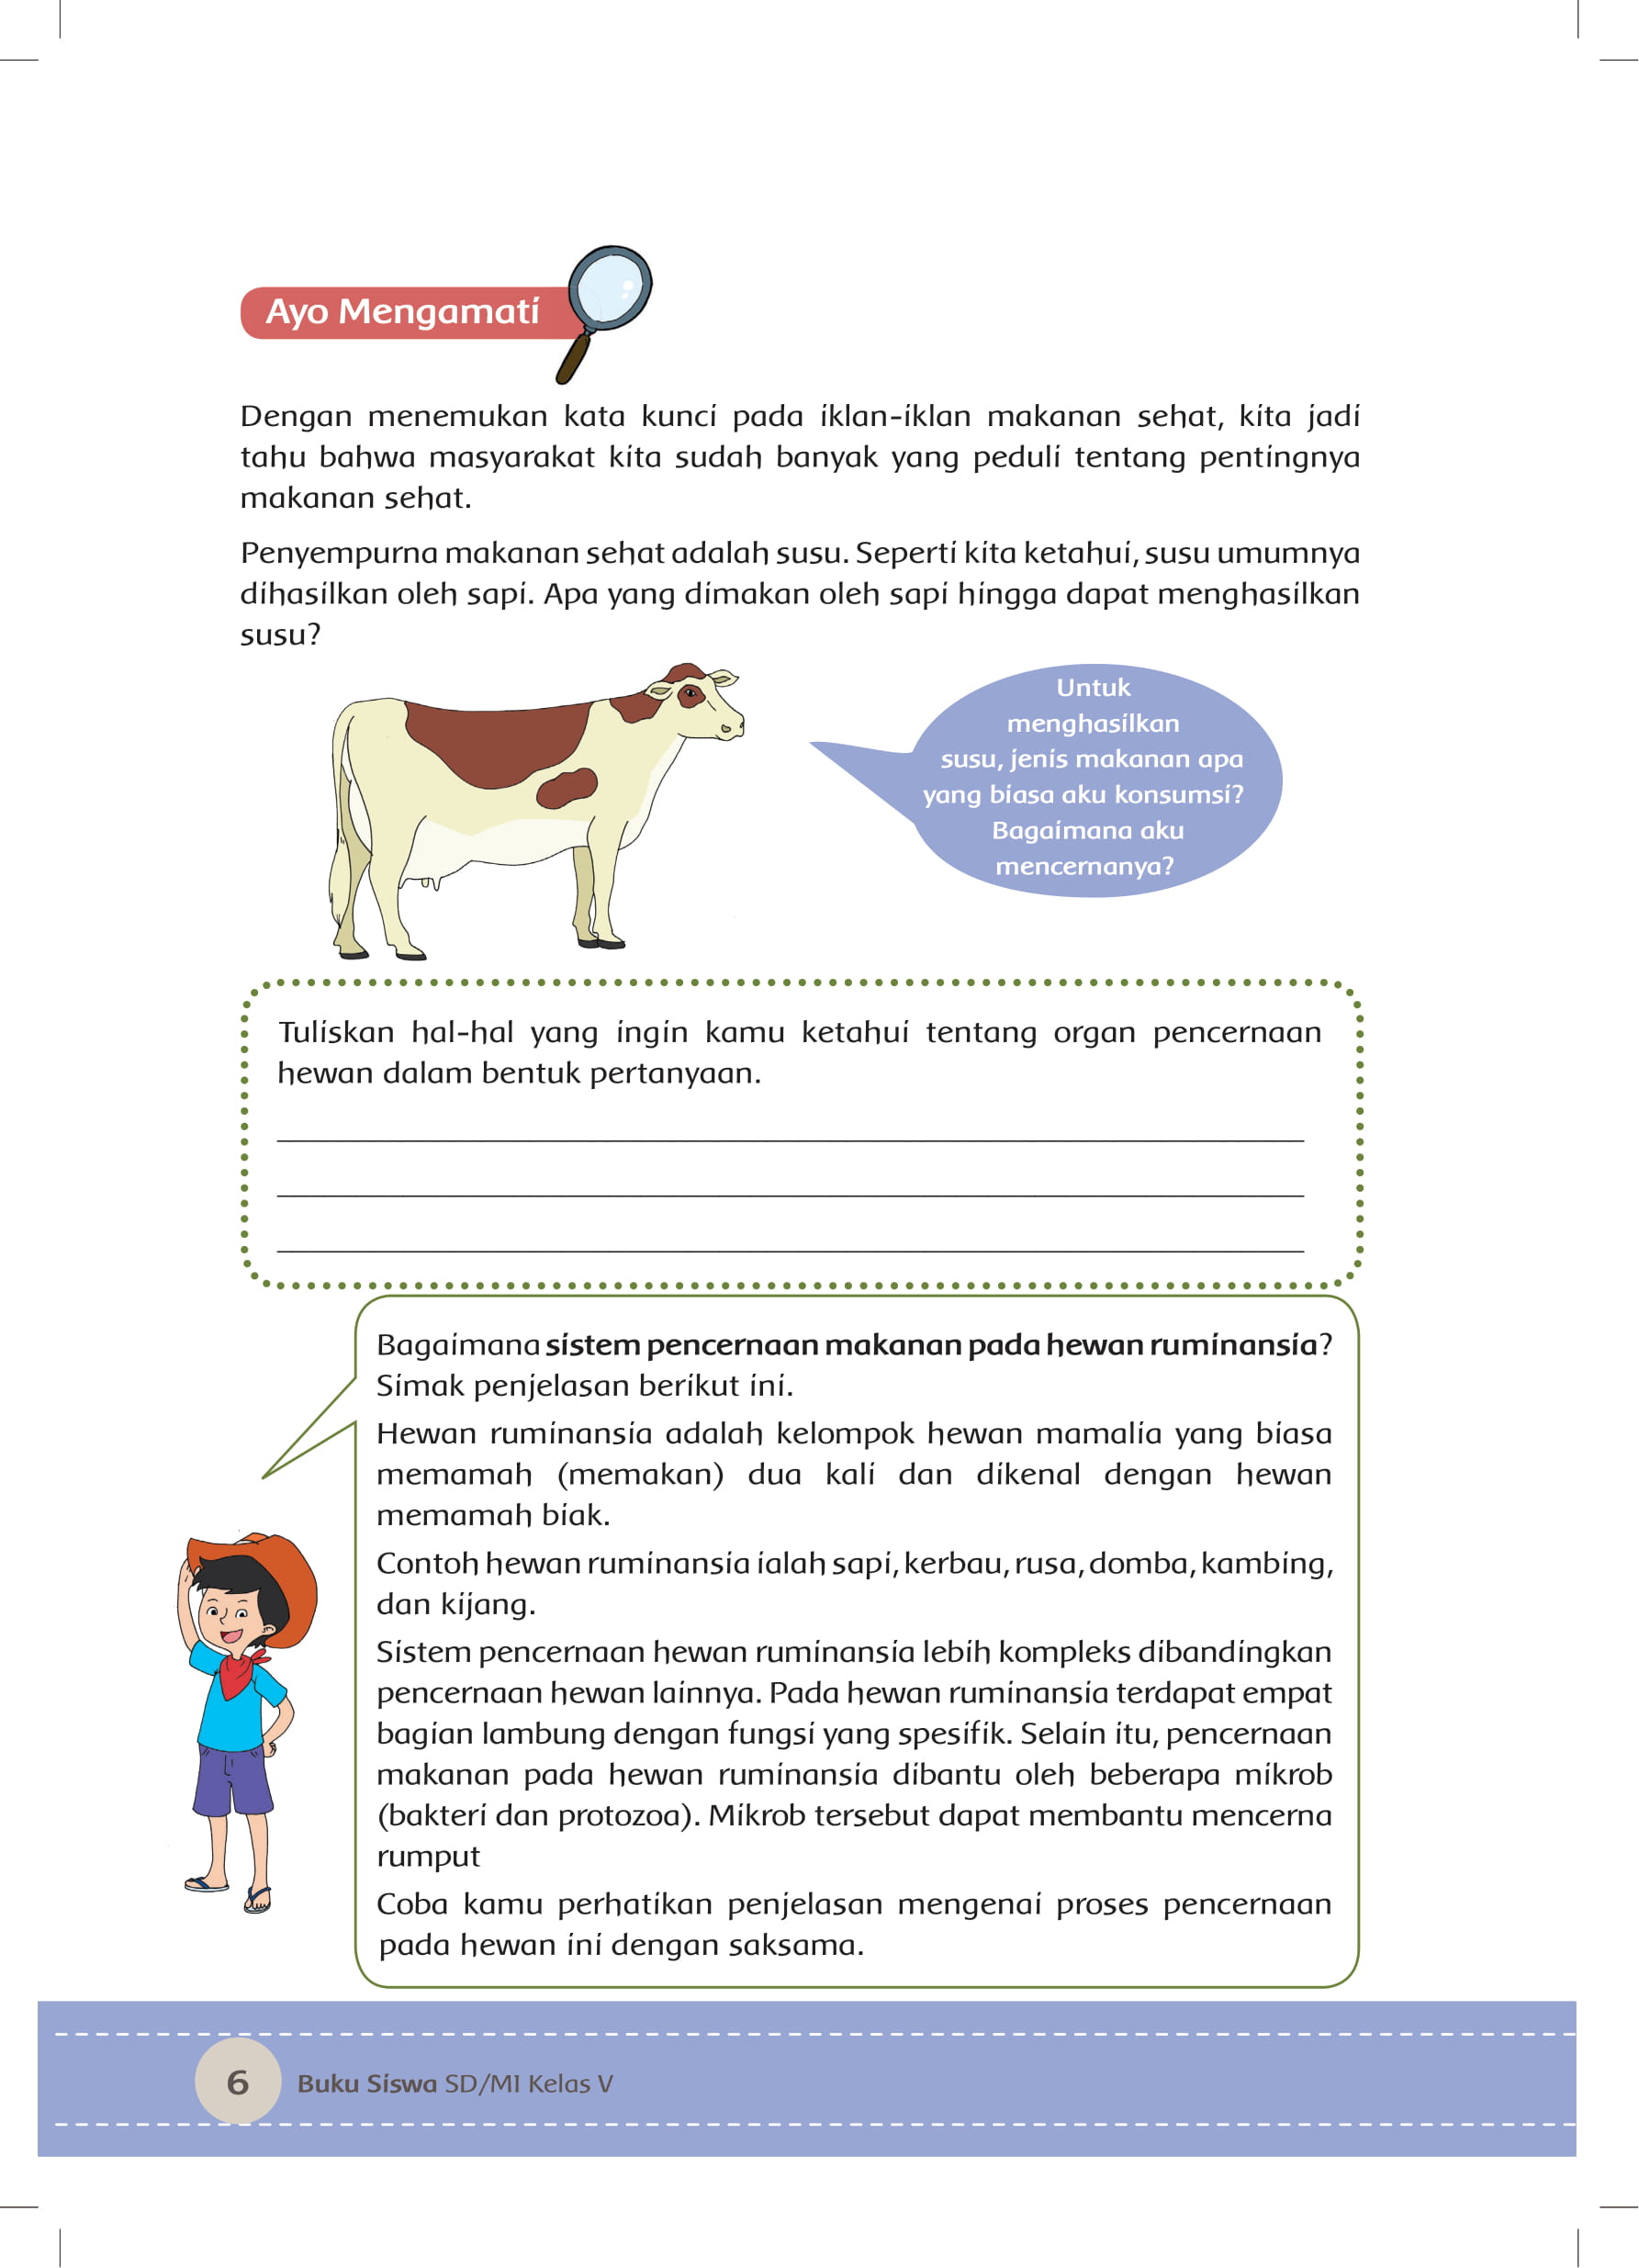 Ayo Mengamati
Dengan menemukan kata kunci pada iklan-iklan makanan sehat, kita jadi
tahu bahwa masyarakat kita sudah banyak yang peduli tentang pentingnya
makanan sehat.
Penyempurna makanan sehat adalah susu. Seperti kita ketahui, susu umumnya
dihasilkan oleh sapi. Apa yang dimakan oleh sapi hingga dapat menghasilkan
susu?
Untuk
menghasilkan
susu, jenis makanan apa
yang biasa aku konsumsi?
Bagaimana aku
mencernanya?
Tuliskan hal-hal yang ingin kamu ketahui tentang organ pencernaan
hewan dalam bentuk pertanyaan.
Bagaimana sistem pencernaan makanan pada hewan ruminansia?
Simak penjelasan berikut ini.
Hewan ruminansia adalah kelompok hewan mamalia yang biasa
memamah (memakan) dua kali dan dikenal dengan hewan
memamah biak.
Contoh hewan ruminansia ialah sapi, kerbau, rusa, domba, kambing,
dan kijang.
Sistem pencernaan hewan ruminansia lebih kompleks dibandingkan
pencernaan hewan lainnya. Pada hewan ruminansia terdapat empat
bagian lambung dengan fungsi yang spesifik. Selain itu, pencernaan
makanan pada hewan ruminansia dibantu oleh beberapa mikrob
(bakteri dan protozoa). Mikrob tersebut dapat membantu mencerna
rumput
Coba kamu perhatikan penjelasan mengenai proses pencernaan
pada hewan ini dengan saksama.
6 Buku Siswa SD/MI Kelas V